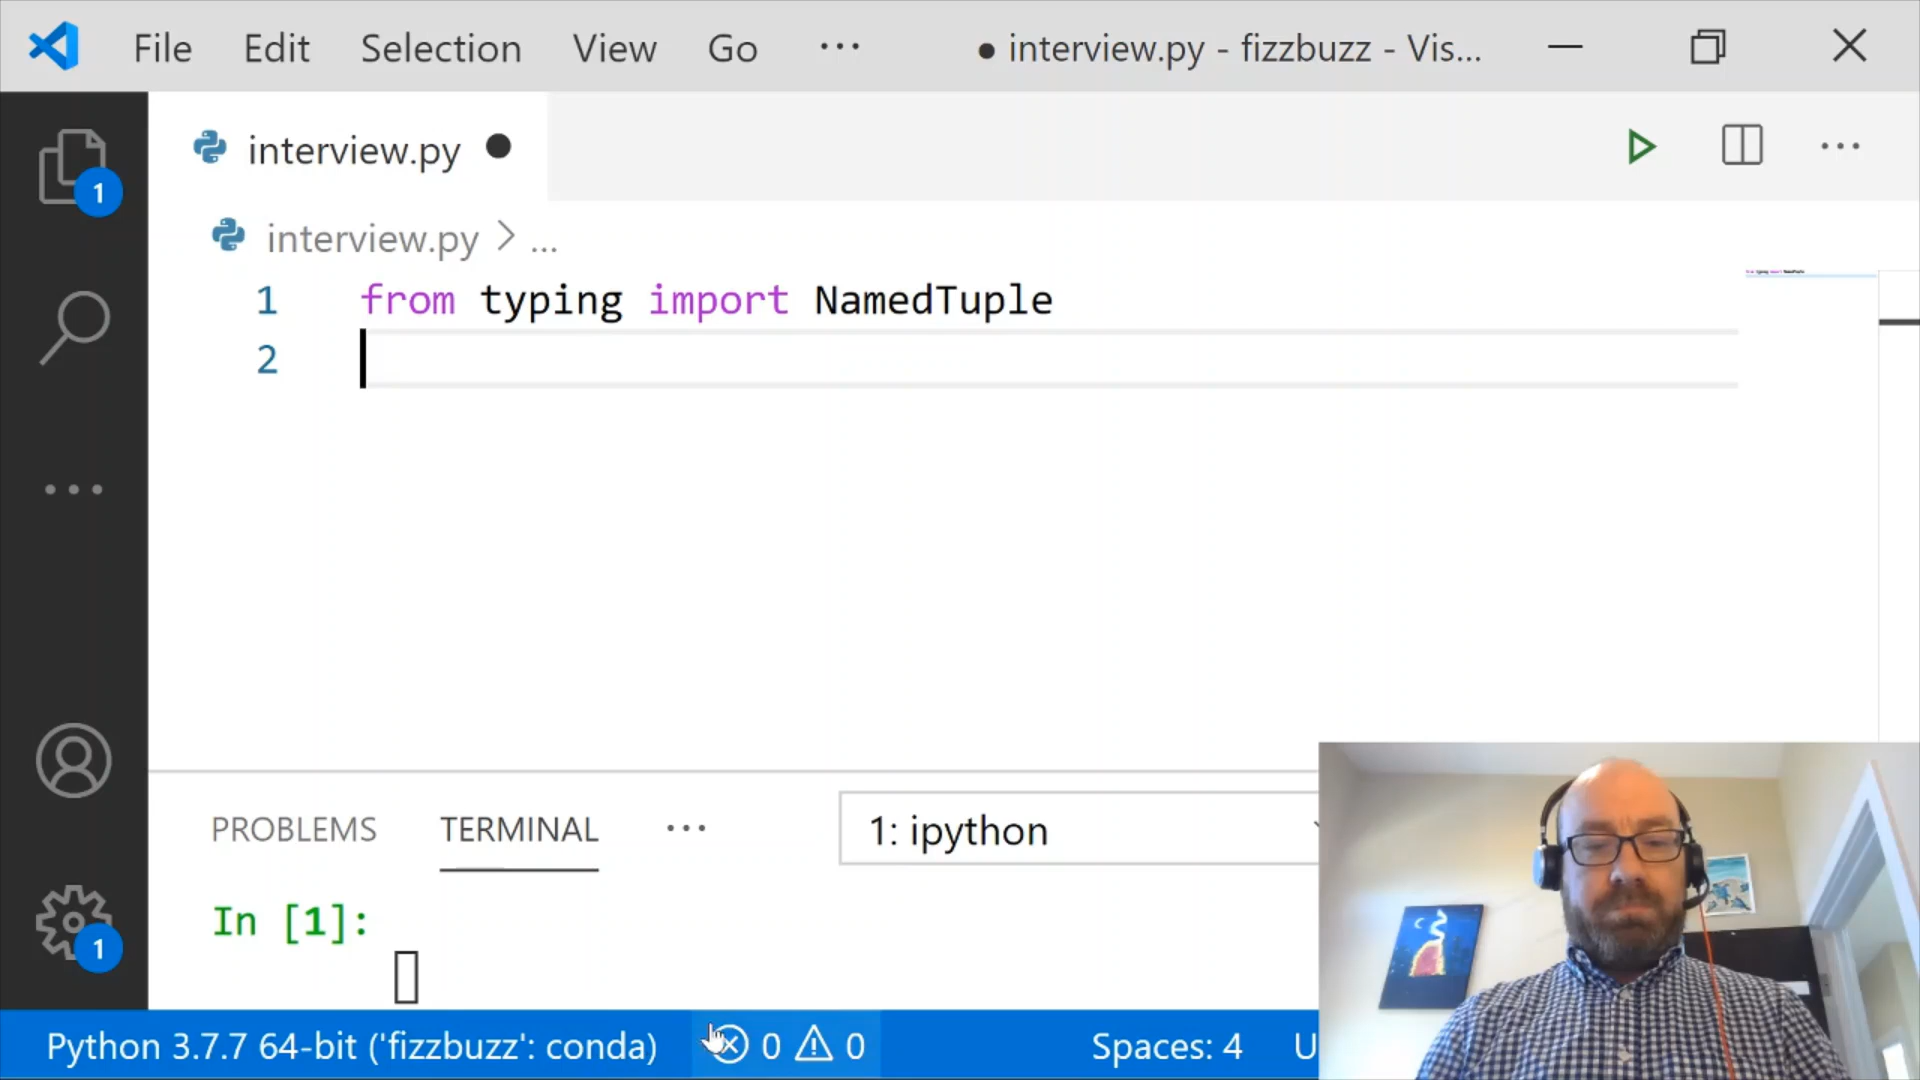 File Edit Selection View Go ··· ● interview.py - fizzbuzz - Vis...
interview.py ●
interview.py > ...
1 from typing import NamedTuple
2
PROBLEMS TERMINAL ··· 1: ipython
In [1]:
1
1
Python 3.7.7 64-bit ('fizzbuzz': conda) 0 0 Spaces: 4 U